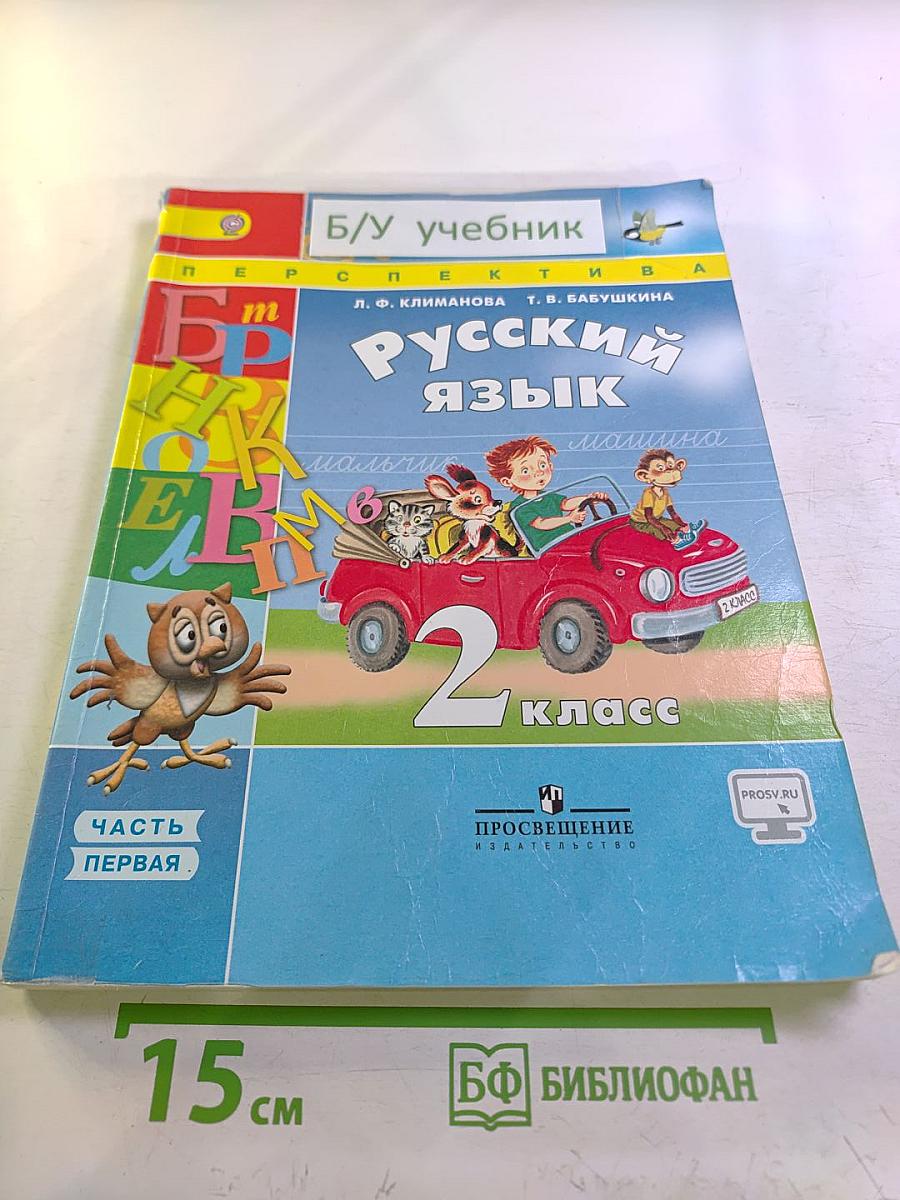 Б/У учебник
ПЕРСПЕКТИВА
Л. Ф. КЛИМАНОВА Т. В. БАБУШКИНА
Русский
язык
машина
мальчик
Б т Р
Н К
О
Е В
л П М в
2 КЛАСС
2 класс
ЧАСТЬ
ПЕРВАЯ
ИП
ПРОСВЕЩЕНИЕ
ИЗДАТЕЛЬСТВО
PROSV.RU
15 см
БФ БИБЛИОФАН